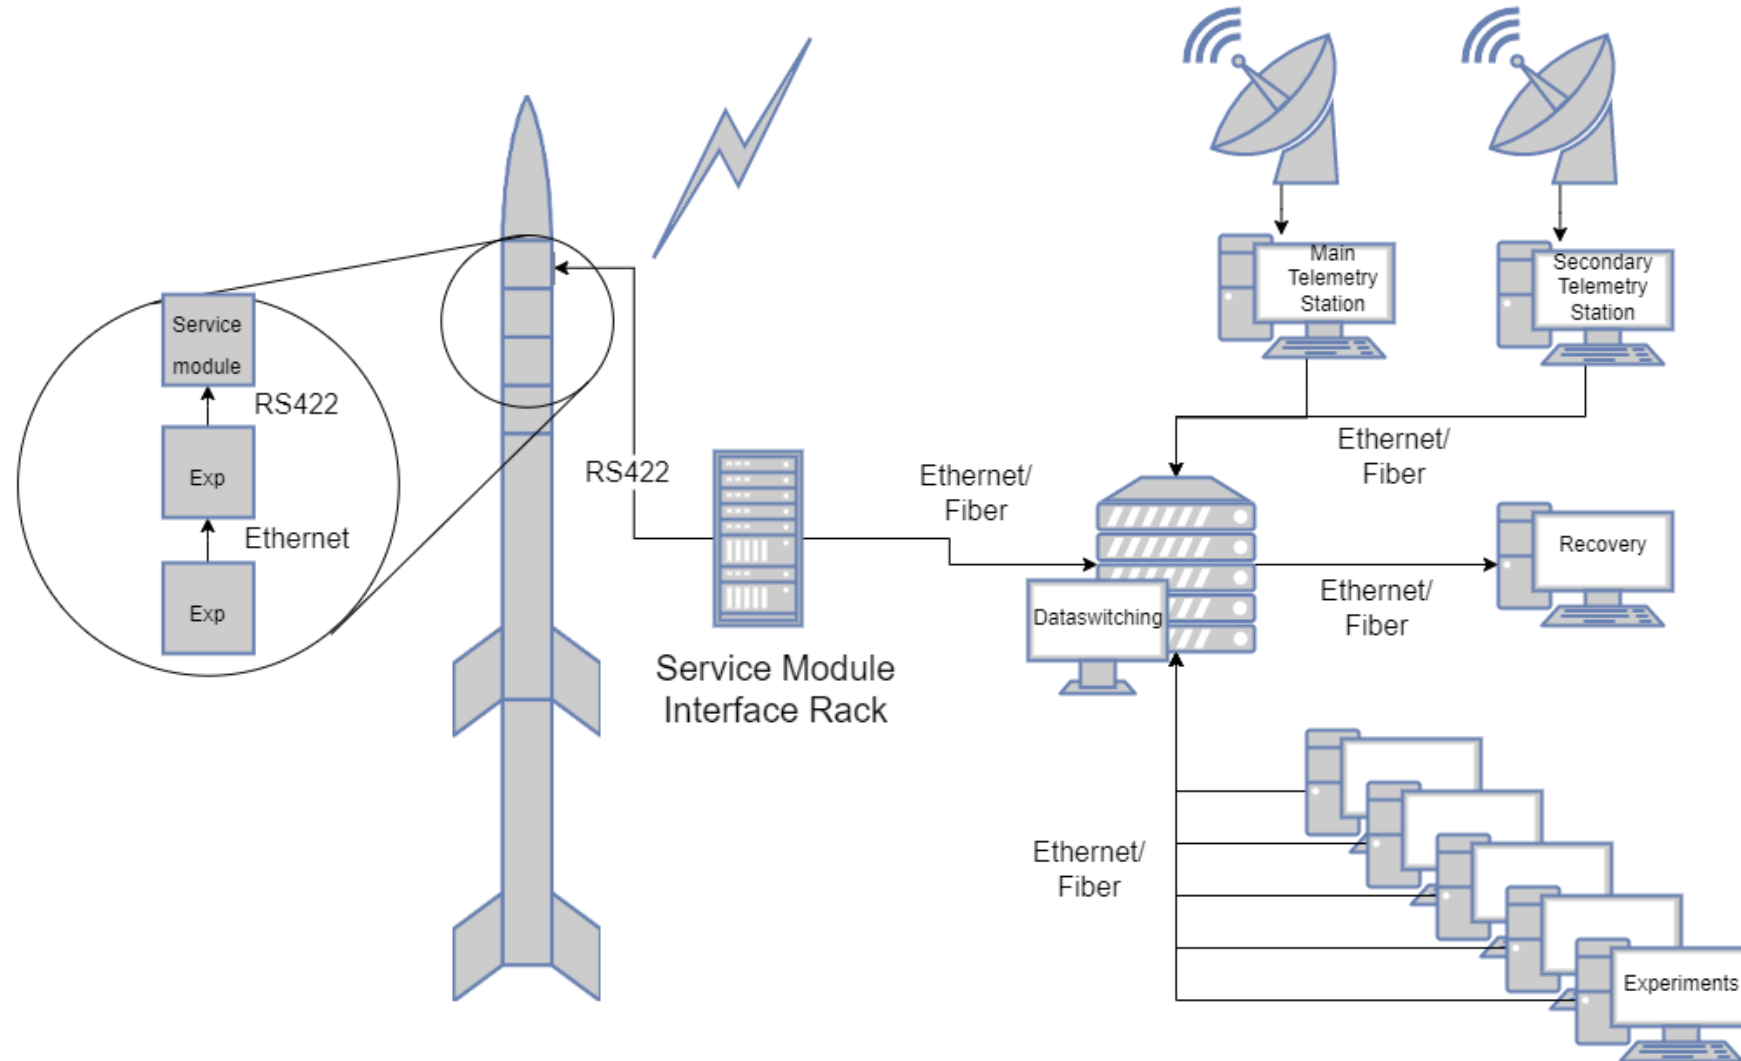 Service
module
RS422
Exp
Ethernet
Exp
RS422
Service Module
Interface Rack
Ethernet/
Fiber
Main
Telemetry
Station
Secondary
Telemetry
Station
Ethernet/
Fiber
Dataswitching
Ethernet/
Fiber
Recovery
Ethernet/
Fiber
Experiments